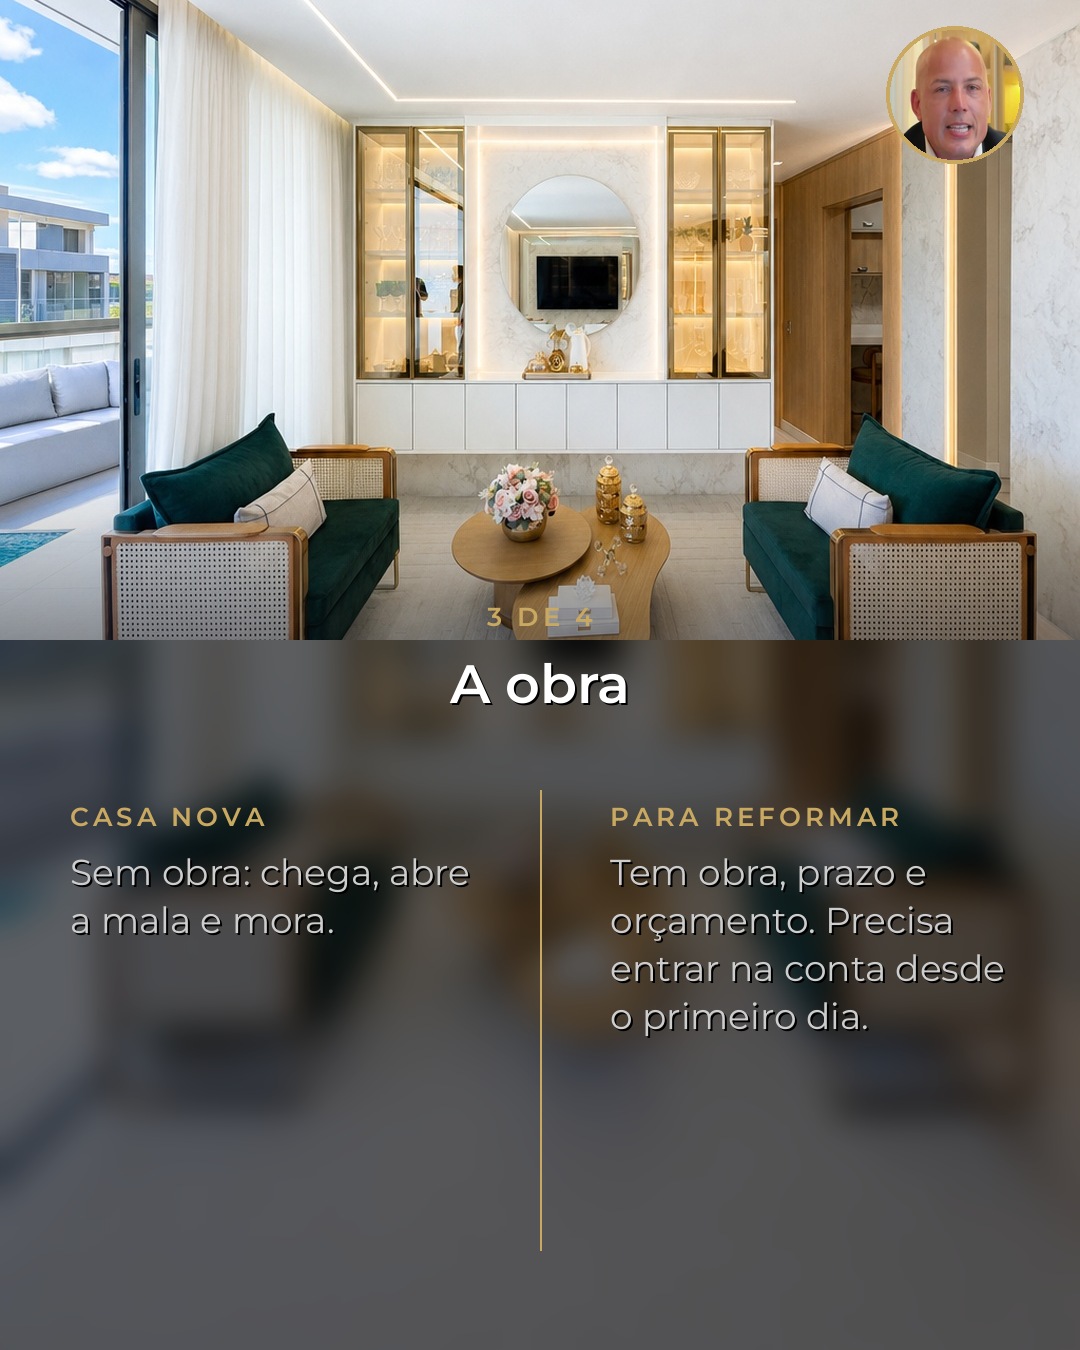 3 DE 4
A obra
CASA NOVA
Sem obra: chega, abre
a mala e mora.
PARA REFORMAR
Tem obra, prazo e
orçamento. Precisa
entrar na conta desde
o primeiro dia.